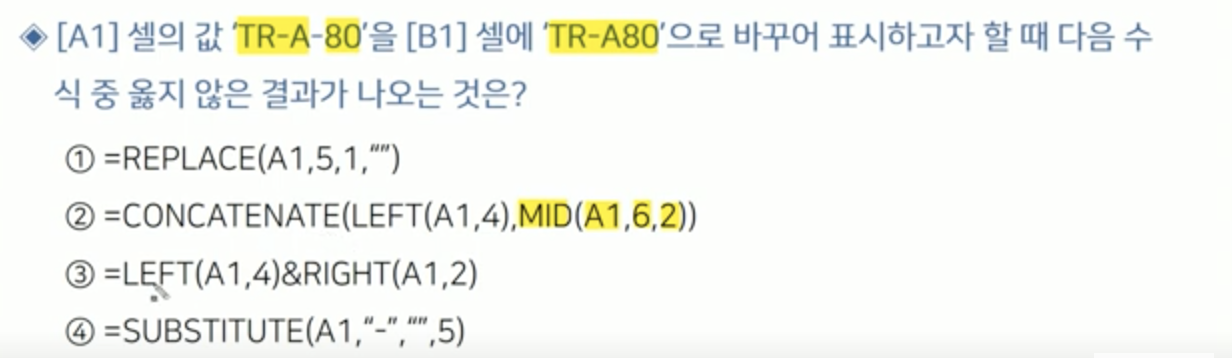 ◈ [A1] 셀의 값 ‘TR-A-80’을 [B1] 셀에 ‘TR-A80’으로 바꾸어 표시하고자 할 때 다음 수
식 중 옳지 않은 결과가 나오는 것은?
① =REPLACE(A1,5,1,“”)
② =CONCATENATE(LEFT(A1,4),MID(A1,6,2))
③ =LEFT(A1,4)&RIGHT(A1,2)
④ =SUBSTITUTE(A1,“-”,“”,5)